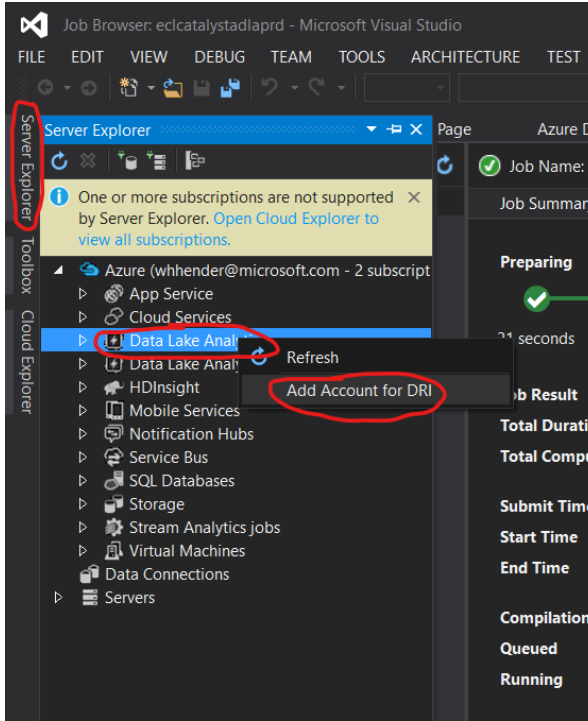 Job Browser: eclcatalystadlaprd - Microsoft Visual Studio
FILE EDIT VIEW DEBUG TEAM TOOLS ARCHITECTURE TEST
Server Explorer
Toolbox
Cloud Explorer
Server Explorer
One or more subscriptions are not supported
by Server Explorer. Open Cloud Explorer to
view all subscriptions.
Azure (whhender@microsoft.com - 2 subscript
App Service
Cloud Services
Data Lake Analyti
Data Lake Analy
HDInsight
Mobile Services
Notification Hubs
Service Bus
SQL Databases
Storage
Stream Analytics jobs
Virtual Machines
Data Connections
Servers
Refresh
Add Account for DRI
Page Azure D
Job Name:
Job Summar
Preparing
21 seconds
b Result
Total Durati
Total Compu
Submit Time
Start Time
End Time
Compilation
Queued
Running